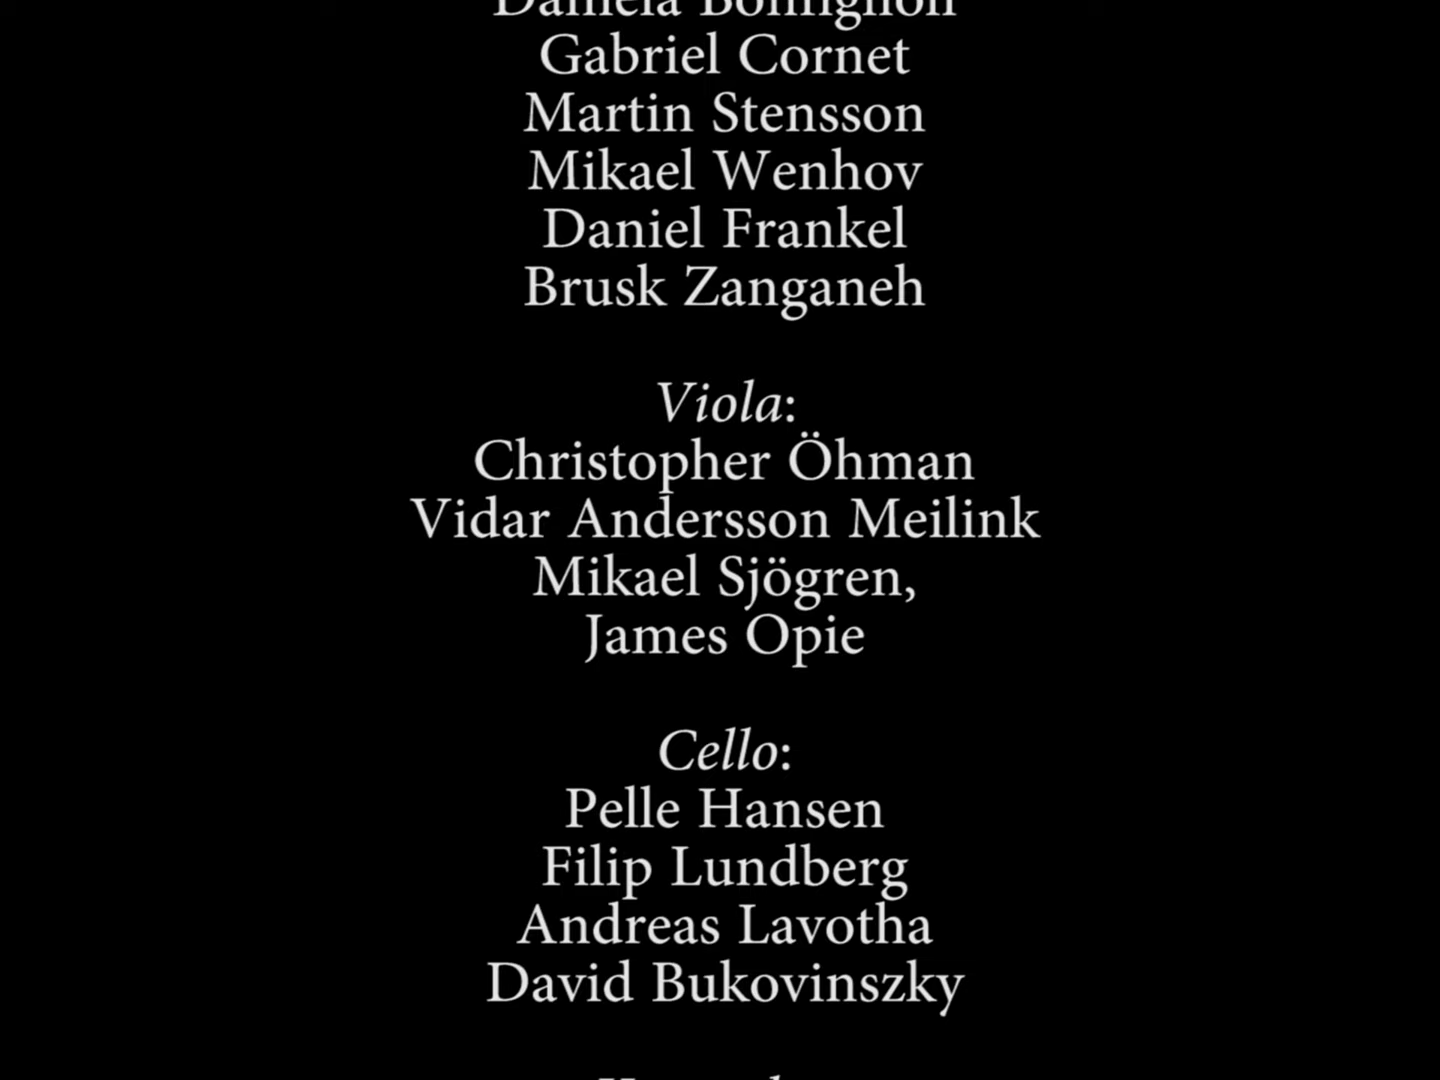 Gabriel Cornet
Martin Stensson
Mikael Wenhov
Daniel Frankel
Brusk Zanganeh
Viola:
Christopher Öhman
Vidar Andersson Meilink
Mikael Sjögren,
James Opie
Cello:
Pelle Hansen
Filip Lundberg
Andreas Lavotha
David Bukovinszky